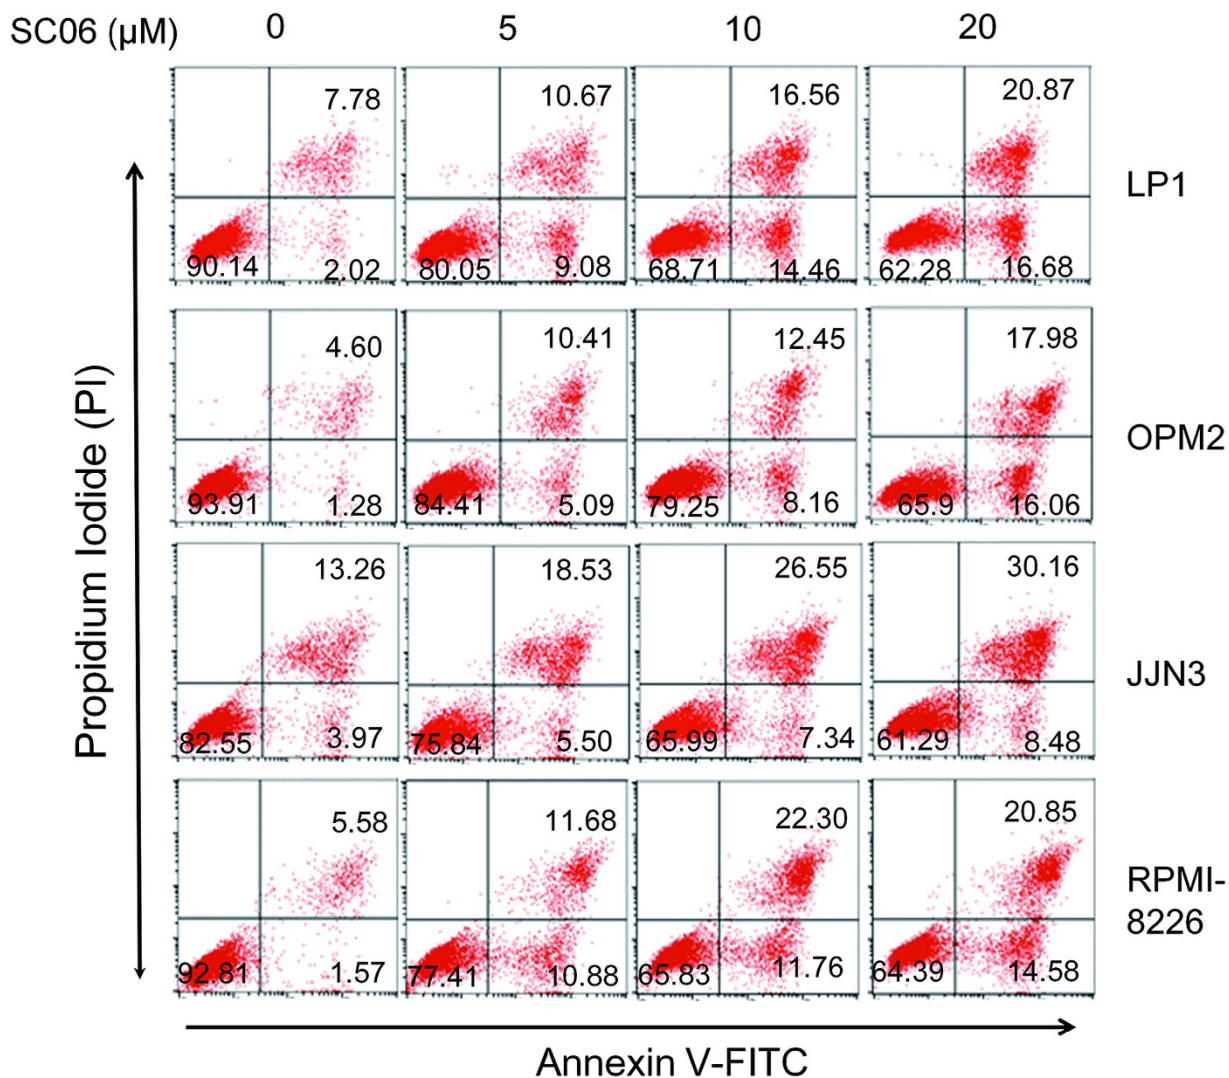 SC06 (μM) 0 5 10 20
7.78 10.67 16.56 20.87
LP1
90.14 2.02 80.05 9.08 68.71 14.46 62.28 16.68
4.60 10.41 12.45 17.98
OPM2
93.91 1.28 84.41 5.09 79.25 8.16 65.9 16.06
13.26 18.53 26.55 30.16
JJN3
82.55 3.97 75.84 5.50 65.99 7.34 61.29 8.48
5.58 11.68 22.30 20.85
RPMI-
8226
92.81 1.57 77.41 10.88 65.83 11.76 64.39 14.58
Propidium Iodide (PI)
Annexin V-FITC